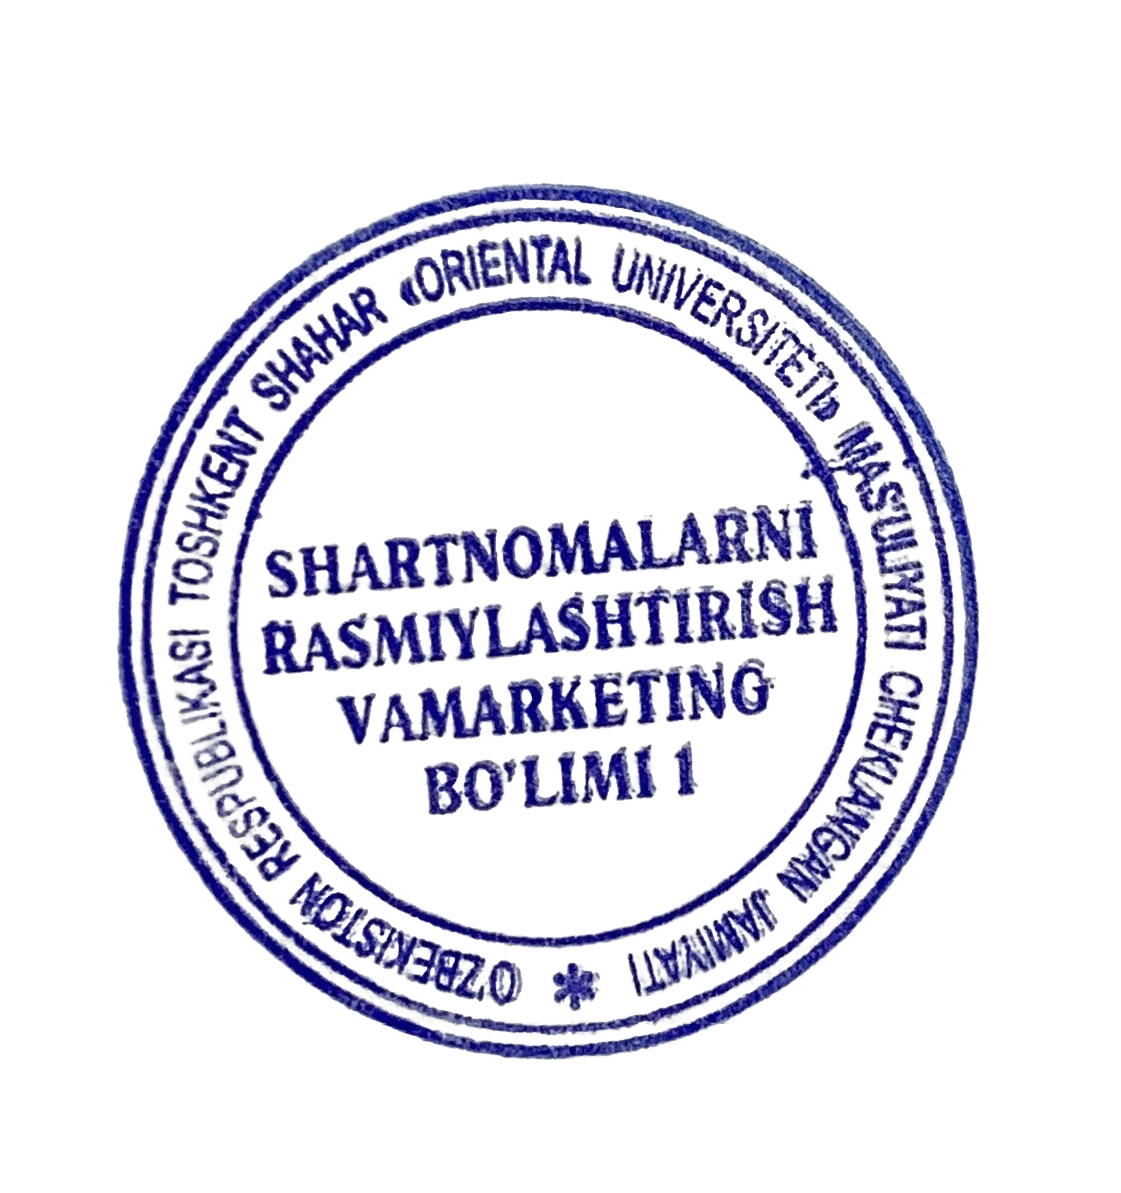 O'ZBEKISTON RESPUBLIKASI TOSHKENT SHAHAR «ORIENTAL UNIVERSITETI» MAS'ULIYATI CHEKLANGAN JAMIYATI *
SHARTNOMALARNI
RASMIYLASHTIRISH
VAMARKETING
BO'LIMI 1